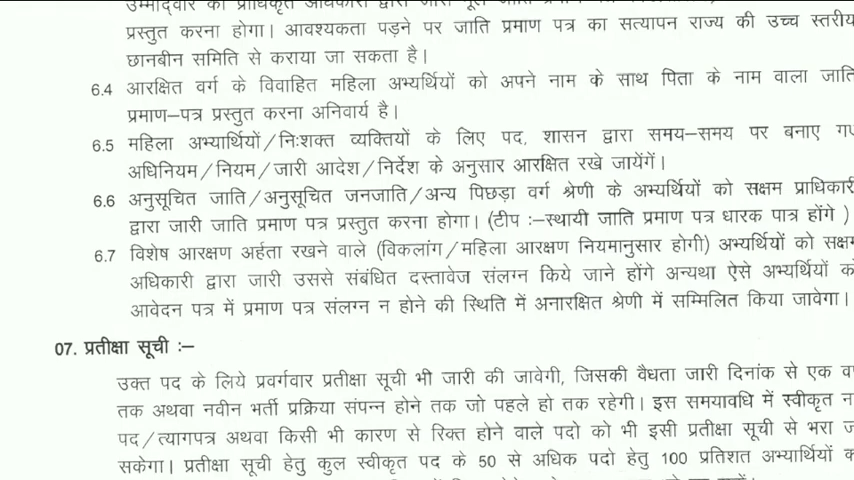 प्रस्तुत करना होगा। आवश्यकता पड़ने पर जाति प्रमाण पत्र का सत्यापन राज्य की उच्च स्तरीय
छानबीन समिति से कराया जा सकता है।
6.4 आरक्षित वर्ग के विवाहित महिला अभ्यर्थियों को अपने नाम के साथ पिता के नाम वाला जाति
प्रमाण–पत्र प्रस्तुत करना अनिवार्य है।
6.5 महिला अभ्यार्थियों/निःशक्त व्यक्तियों के लिए पद, शासन द्वारा समय–समय पर बनाए
अधिनियम/नियम/जारी आदेश/निर्देश के अनुसार आरक्षित रखे जायेंगें।
6.6 अनुसूचित जाति/अनुसूचित जनजाति/अन्य पिछड़ा वर्ग श्रेणी के अभ्यर्थियों को सक्षम प्राधिकारी
द्वारा जारी जाति प्रमाण पत्र प्रस्तुत करना होगा। (टीप :–स्थायी जाति प्रमाण पत्र धारक पात्र होंगे )
6.7 विशेष आरक्षण अर्हता रखने वाले (विकलांग/महिला आरक्षण नियमानुसार होगी) अभ्यर्थियों को सक्षम
अधिकारी द्वारा जारी उससे संबंधित दस्तावेज संलग्न किये जाने होंगे अन्यथा ऐसे अभ्यर्थियों
आवेदन पत्र में प्रमाण पत्र संलग्न न होने की स्थिति में अनारक्षित श्रेणी में सम्मिलित किया जावेगा।
07. प्रतीक्षा सूची :–
उक्त पद के लिये प्रवर्गवार प्रतीक्षा सूची भी जारी की जावेगी, जिसकी वैधता जारी दिनांक से एक
तक अथवा नवीन भर्ती प्रक्रिया संपन्न होने तक जो पहले हो तक रहेगी। इस समयावधि में स्वीकृत
पद/त्यागपत्र अथवा किसी भी कारण से रिक्त होने वाले पदो को भी इसी प्रतीक्षा सूची से भरा
सकेगा। प्रतीक्षा सूची हेतु कुल स्वीकृत पद के 50 से अधिक पदो हेतु 100 प्रतिशत अभ्यार्थियों